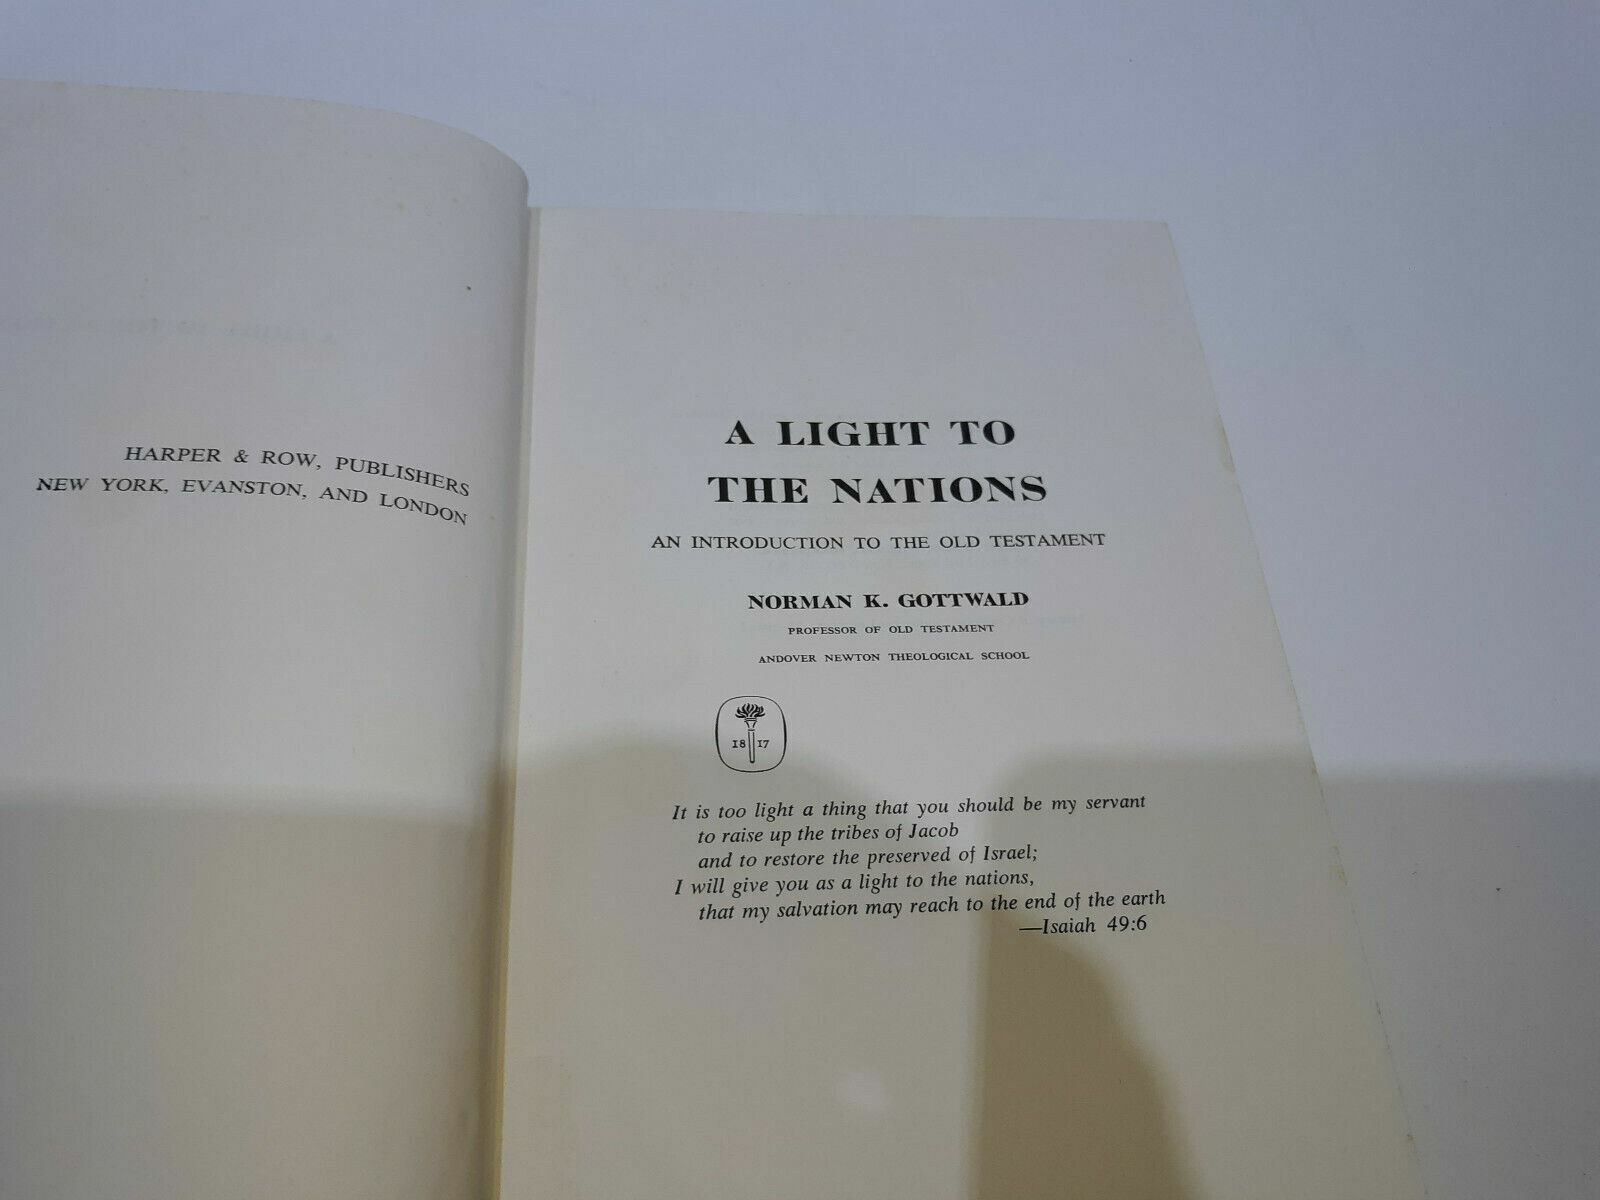 HARPER & ROW, PUBLISHERS
NEW YORK, EVANSTON, AND LONDON
A LIGHT TO
THE NATIONS
AN INTRODUCTION TO THE OLD TESTAMENT
NORMAN K. GOTTWALD
PROFESSOR OF OLD TESTAMENT
ANDOVER NEWTON THEOLOGICAL SCHOOL
18 17
It is too light a thing that you should be my servant
to raise up the tribes of Jacob
and to restore the preserved of Israel;
I will give you as a light to the nations,
that my salvation may reach to the end of the earth
—Isaiah 49:6